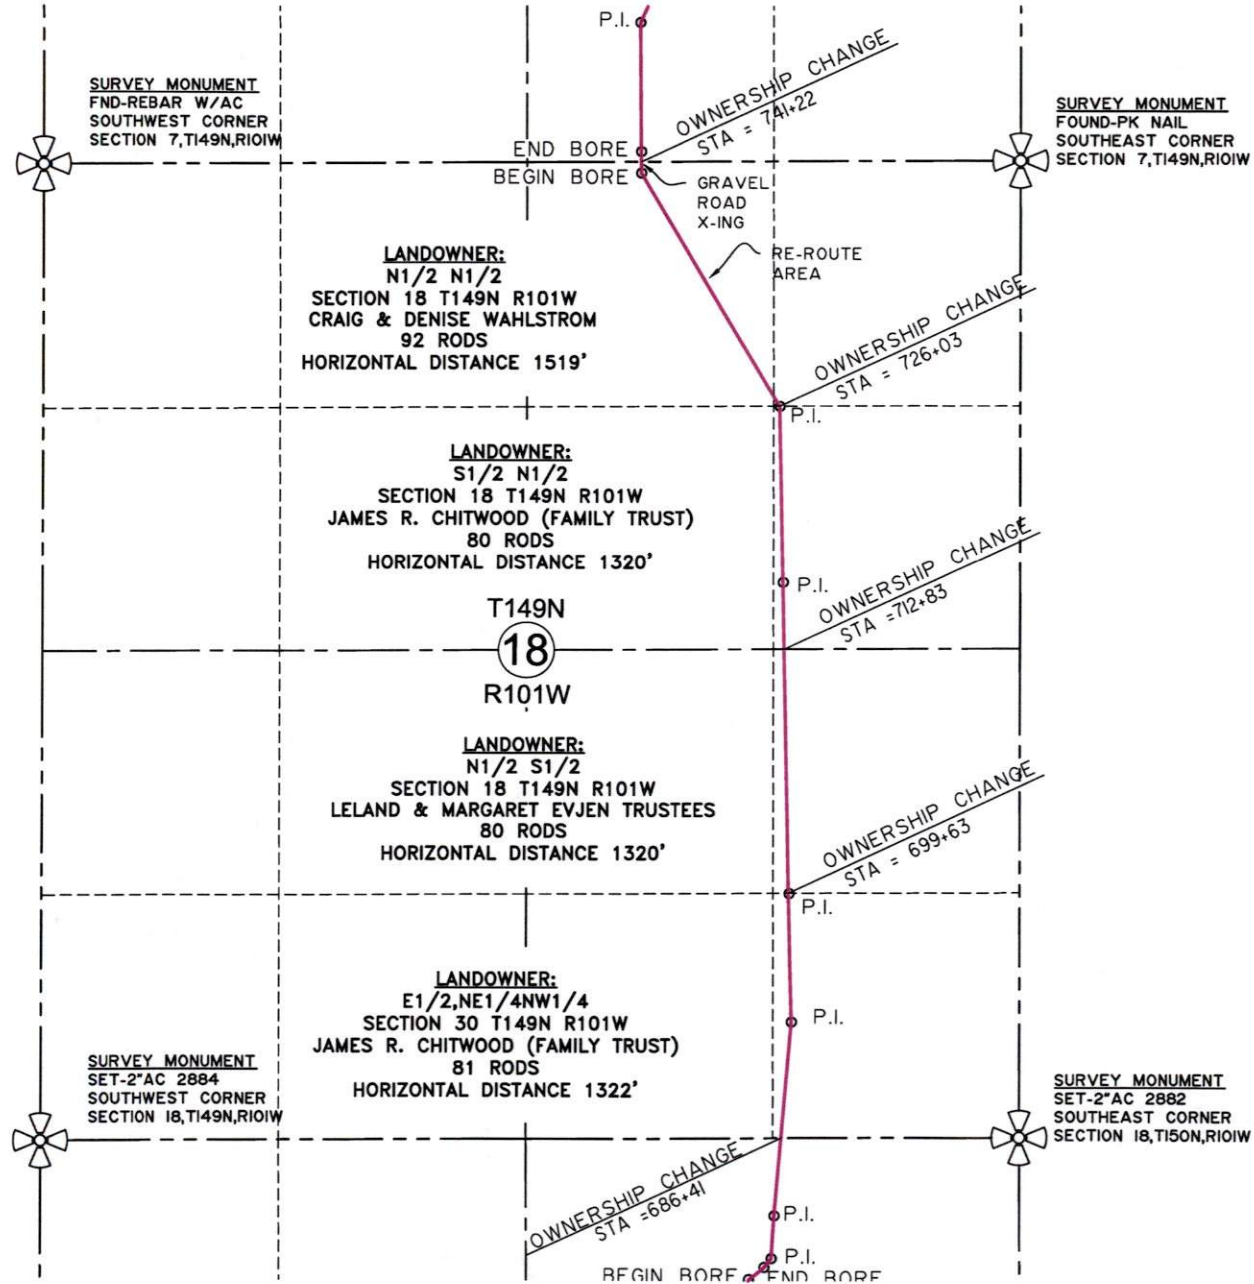 P.I.
OWNERSHIP CHANGE
STA = 741+22
SURVEY MONUMENT
FND-REBAR W/AC
SOUTHWEST CORNER
SECTION 7,T149N,R101W
SURVEY MONUMENT
FOUND-PK NAIL
SOUTHEAST CORNER
SECTION 7,T149N,R101W
END BORE
BEGIN BORE
GRAVEL
ROAD
X-ING
RE-ROUTE
AREA
LANDOWNER:
N1/2 N1/2
SECTION 18 T149N R101W
CRAIG & DENISE WAHLSTROM
92 RODS
HORIZONTAL DISTANCE 1519'
OWNERSHIP CHANGE
STA = 726+03
P.I.
LANDOWNER:
S1/2 N1/2
SECTION 18 T149N R101W
JAMES R. CHITWOOD (FAMILY TRUST)
80 RODS
HORIZONTAL DISTANCE 1320'
P.I.
OWNERSHIP CHANGE
STA =712+83
T149N
18
R101W
LANDOWNER:
N1/2 S1/2
SECTION 18 T149N R101W
LELAND & MARGARET EVJEN TRUSTEES
80 RODS
HORIZONTAL DISTANCE 1320'
OWNERSHIP CHANGE
STA = 699+63
P.I.
LANDOWNER:
E1/2,NE1/4NW1/4
SECTION 30 T149N R101W
JAMES R. CHITWOOD (FAMILY TRUST)
81 RODS
HORIZONTAL DISTANCE 1322'
P.I.
SURVEY MONUMENT
SET-2"AC 2884
SOUTHWEST CORNER
SECTION 18,T149N,R101W
SURVEY MONUMENT
SET-2"AC 2882
SOUTHEAST CORNER
SECTION 18,T150N,R101W
OWNERSHIP CHANGE
STA =686+41
P.I.
P.I.
BEGIN BORE
END BORE